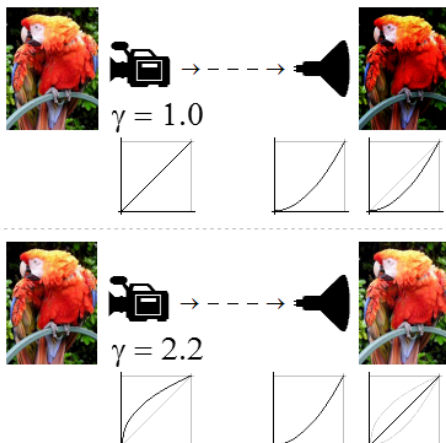 γ = 1.0
γ = 2.2